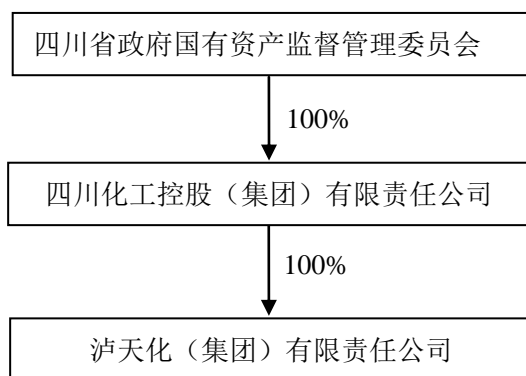 四川省政府国有资产监督管理委员会
100%
四川化工控股（集团）有限责任公司
100%
泸天化（集团）有限责任公司